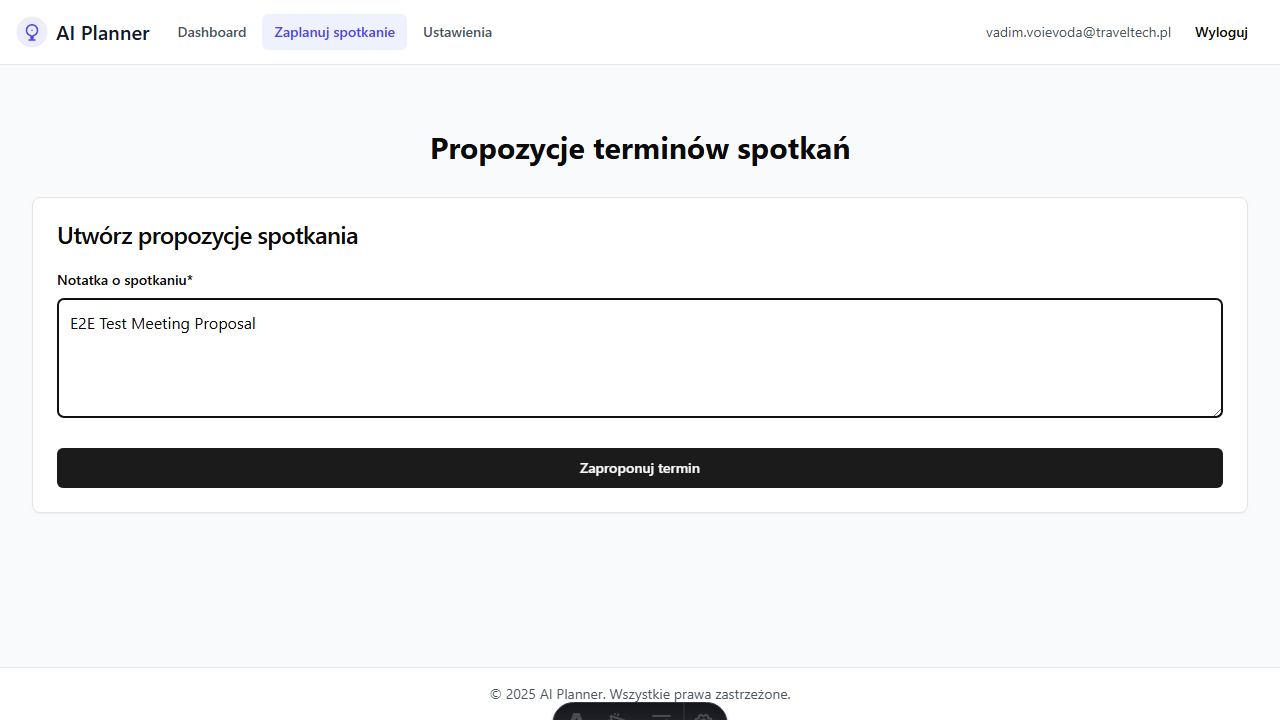 AI Planner
Dashboard
Zaplanuj spotkanie
Ustawienia
vadim.voievoda@traveltech.pl
Wyloguj
Propozycje terminów spotkań
Utwórz propozycje spotkania
Notatka o spotkaniu*
E2E Test Meeting Proposal
Zaproponuj termin
© 2025 AI Planner. Wszystkie prawa zastrzeżone.